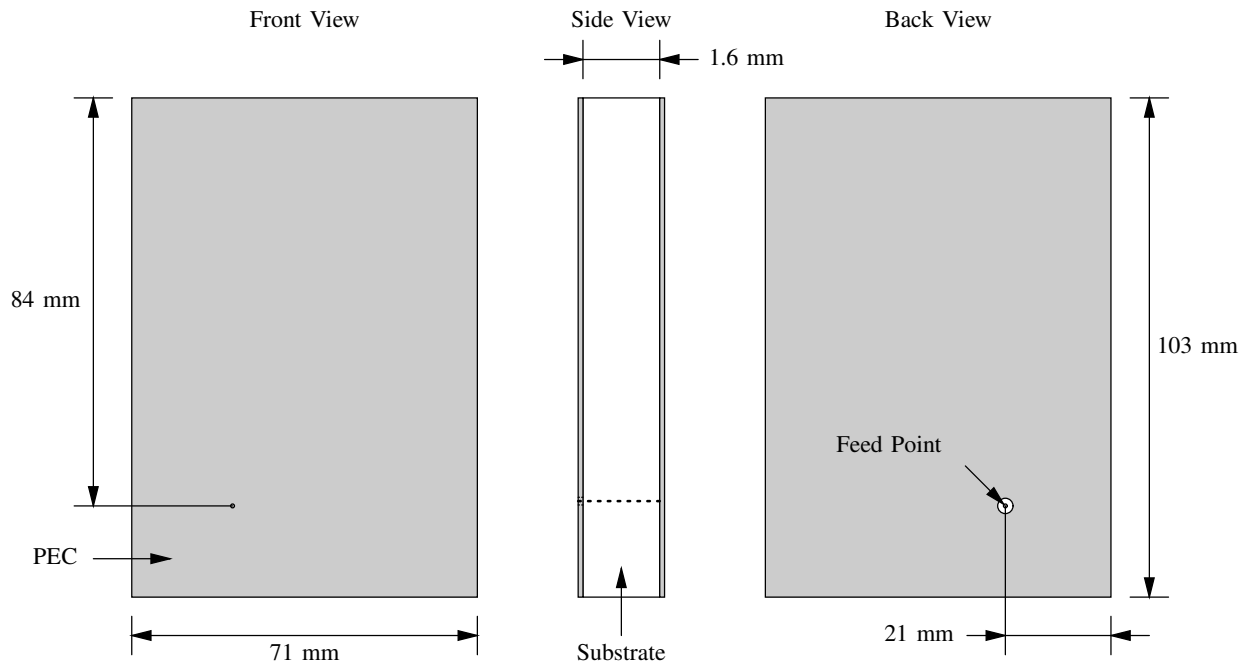 Front View
Side View
Back View
1.6 mm
84 mm
103 mm
Feed Point
PEC
21 mm
71 mm
Substrate